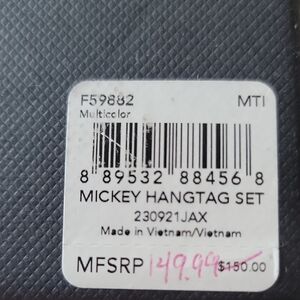 F59882 MTI
Multicolor
8 89532 88456 8
MICKEY HANGTAG SET
230921JAX
Made in Vietnam/Vietnam
MFSRP 149.99 $150.00